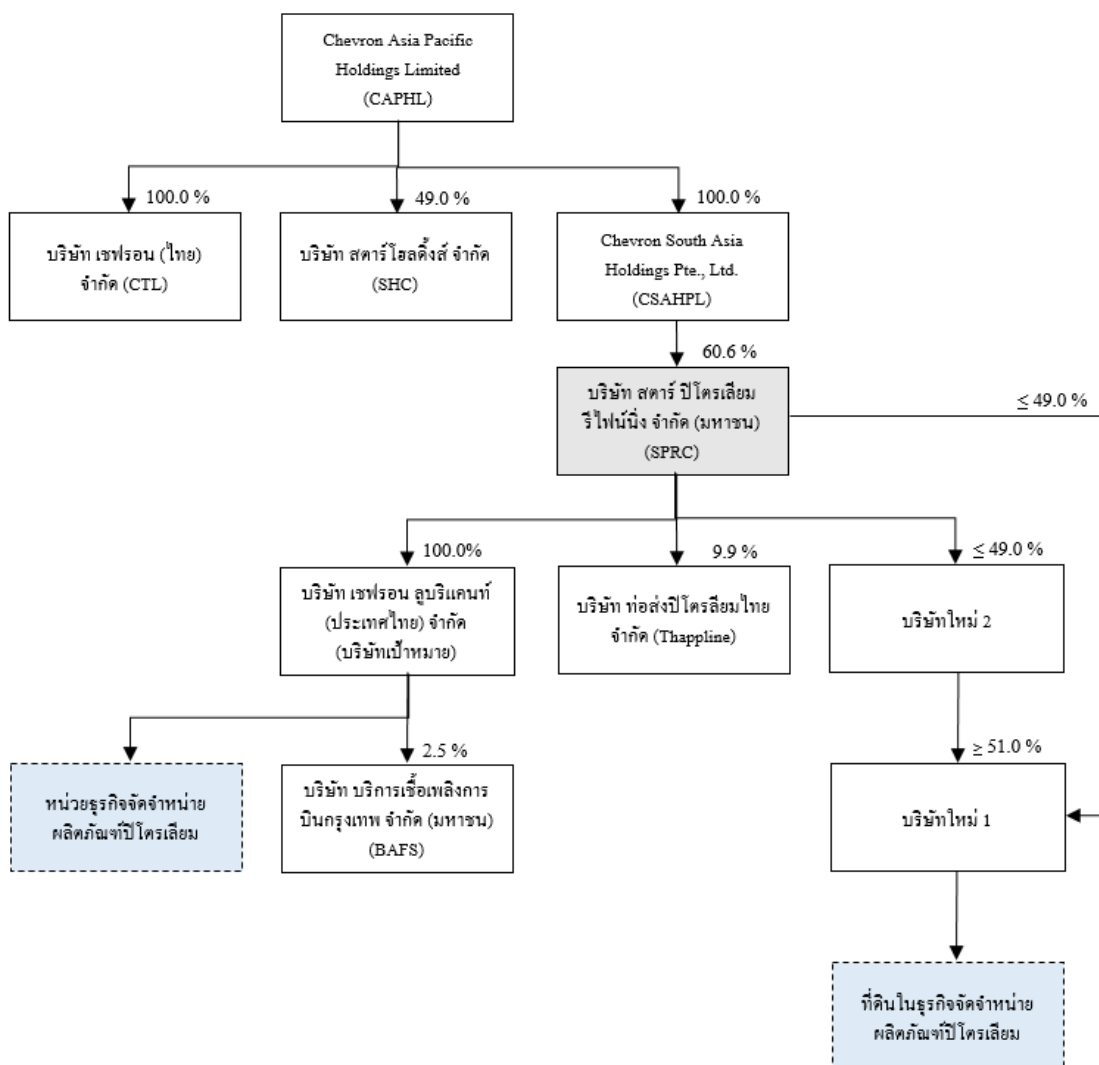 Chevron Asia Pacific
Holdings Limited
(CAPHL)
100.0 %
49.0 %
100.0 %
บริษัท เชฟรอน (ไทย)
จำกัด (CTL)
บริษัท สตาร์โฮลดิ้งส์ จำกัด
(SHC)
Chevron South Asia
Holdings Pte., Ltd.
(CSAHPL)
60.6 %
บริษัท สตาร์ ปิโตรเลียม
รีไฟน์นิ่ง จำกัด (มหาชน)
(SPRC)
≤ 49.0 %
100.0%
9.9 %
≤ 49.0 %
บริษัท เชฟรอน ลูบริแคนท์
(ประเทศไทย) จำกัด
(บริษัทเป้าหมาย)
บริษัท ท่อส่งปิโตรลียมไทย
จำกัด (Thappline)
บริษัทใหม่ 2
2.5 %
≥ 51.0 %
หน่วยธุรกิจจัดจำหน่าย
ผลิตภัณฑ์ปิโตรเลียม
บริษัท บริการเชื้อเพลิงการ
บินกรุงเทพ จำกัด (มหาชน)
(BAFS)
บริษัทใหม่ 1
ที่ดินในธุรกิจจัดจำหน่าย
ผลิตภัณฑ์ปิโตรเลียม